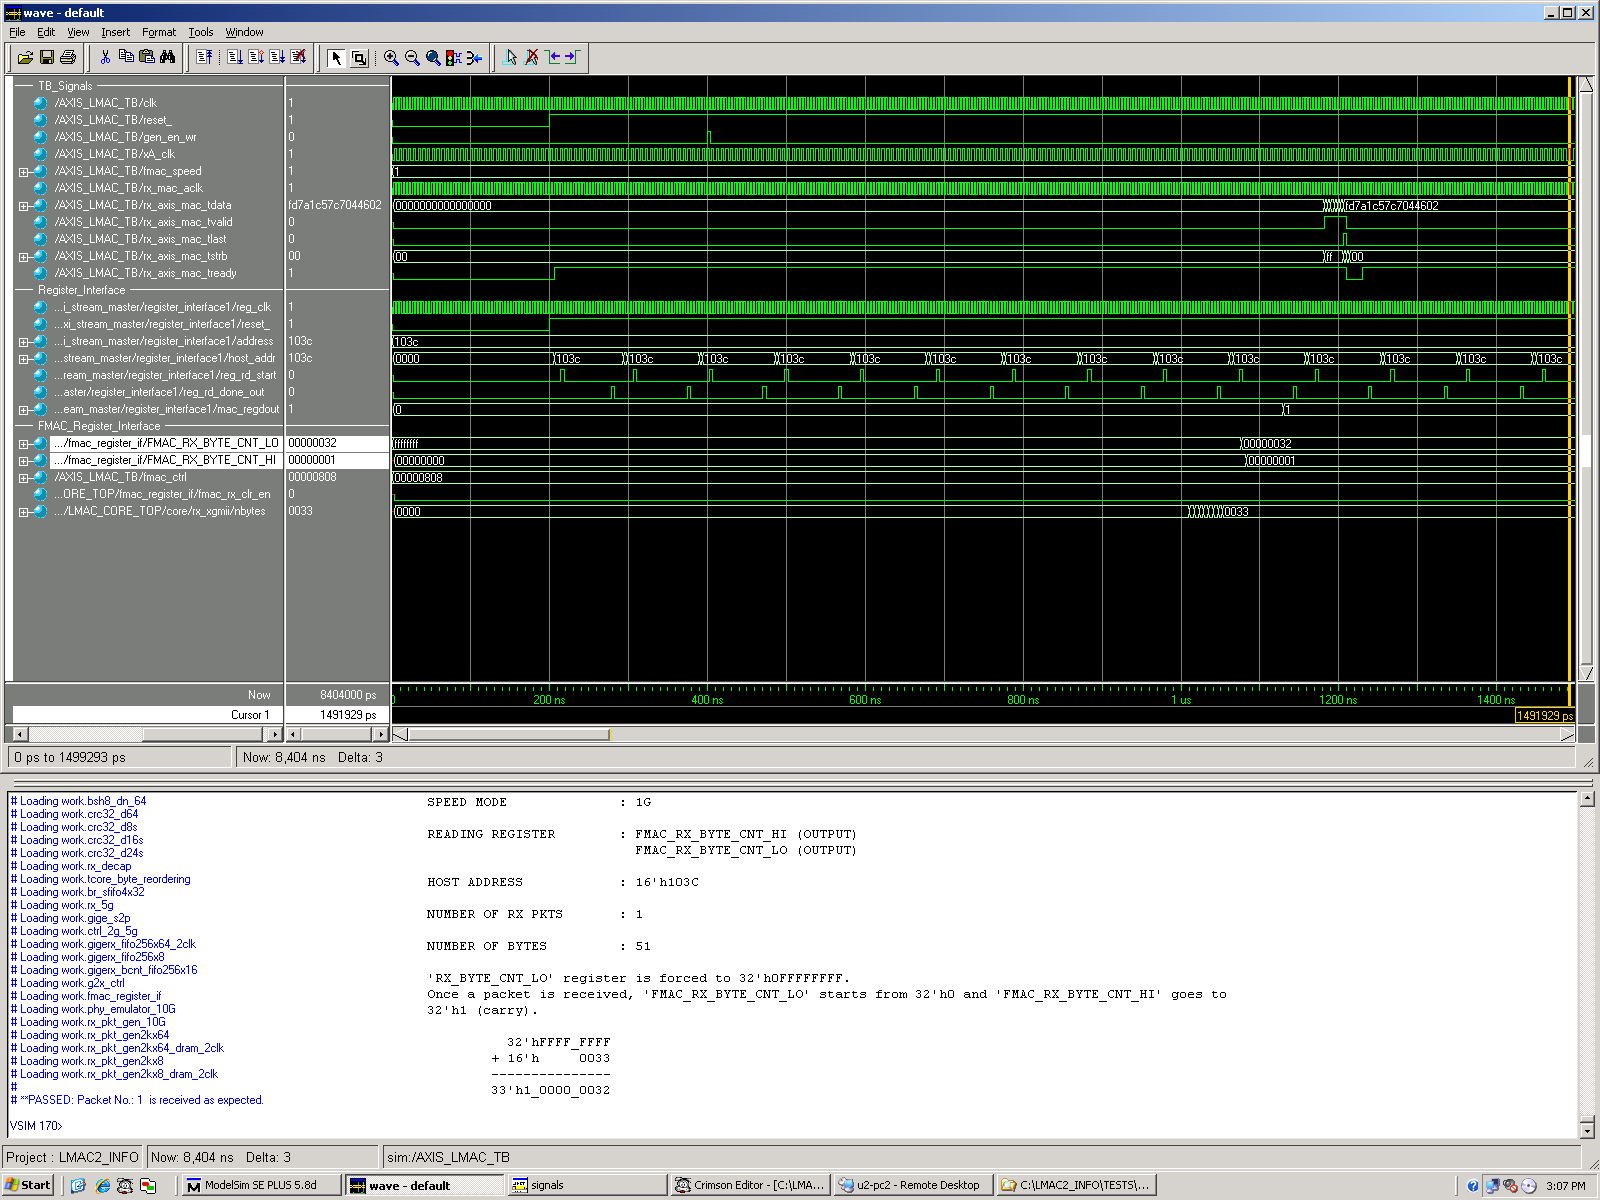 wave - default
File Edit View Insert Format Tools Window
TB_Signals
/AXIS_LMAC_TB/clk 1
/AXIS_LMAC_TB/reset_ 1
/AXIS_LMAC_TB/gen_en_wr 0
/AXIS_LMAC_TB/xA_clk 1
/AXIS_LMAC_TB/fmac_speed 1 1
/AXIS_LMAC_TB/rx_mac_aclk 1
/AXIS_LMAC_TB/rx_axis_mac_tdata fd7a1c57c7044602 0000000000000000 fd7a1c57c7044602
/AXIS_LMAC_TB/rx_axis_mac_tvalid 0
/AXIS_LMAC_TB/rx_axis_mac_tlast 0
/AXIS_LMAC_TB/rx_axis_mac_tstrb 00 00 ff 00
/AXIS_LMAC_TB/rx_axis_mac_tready 1
Register_Interface
...i_stream_master/register_interface1/reg_clk 1
...xi_stream_master/register_interface1/reset_ 1
...i_stream_master/register_interface1/address 103c 103c
...stream_master/register_interface1/host_addr 103c 0000 103c 103c 103c 103c 103c 103c 103c 103c 103c 103c 103c 103c 103c 103c
...ream_master/register_interface1/reg_rd_start 0
...aster/register_interface1/reg_rd_done_out 0
...eam_master/register_interface1/mac_regdout 1 0 1
FMAC_Register_Interface
.../fmac_register_if/FMAC_RX_BYTE_CNT_LO 00000032 ffffffff 00000032
.../fmac_register_if/FMAC_RX_BYTE_CNT_HI 00000001 00000000 00000001
/AXIS_LMAC_TB/fmac_ctrl 00000808 00000808
...ORE_TOP/fmac_register_if/fmac_rx_clr_en 0
.../LMAC_CORE_TOP/core/rx_xgmii/nbytes 0033 0000 0033
Now 8404000 ps 0 200 ns 400 ns 600 ns 800 ns 1 us 1200 ns 1400 ns
Cursor 1 1491929 ps 1491929 ps
0 ps to 1499293 ps Now: 8,404 ns Delta: 3
# Loading work.bsh8_dn_64
# Loading work.crc32_d64
# Loading work.crc32_d8s
# Loading work.crc32_d16s
# Loading work.crc32_d24s
# Loading work.rx_decap
# Loading work.tcore_byte_reordering
# Loading work.br_sfifo4x32
# Loading work.rx_5g
# Loading work.gige_s2p
# Loading work.ctrl_2g_5g
# Loading work.gigerx_fifo256x64_2clk
# Loading work.gigerx_fifo256x8
# Loading work.gigerx_bcnt_fifo256x16
# Loading work.g2x_ctrl
# Loading work.fmac_register_if
# Loading work.phy_emulator_10G
# Loading work.rx_pkt_gen_10G
# Loading work.rx_pkt_gen2kx64
# Loading work.rx_pkt_gen2kx64_dram_2clk
# Loading work.rx_pkt_gen2kx8
# Loading work.rx_pkt_gen2kx8_dram_2clk
#
# **PASSED: Packet No.: 1 is received as expected.
VSIM 170>
SPEED MODE : 1G
READING REGISTER : FMAC_RX_BYTE_CNT_HI (OUTPUT)
FMAC_RX_BYTE_CNT_LO (OUTPUT)
HOST ADDRESS : 16'h103C
NUMBER OF RX PKTS : 1
NUMBER OF BYTES : 51
'RX_BYTE_CNT_LO' register is forced to 32'h0FFFFFFFF.
Once a packet is received, 'FMAC_RX_BYTE_CNT_LO' starts from 32'h0 and 'FMAC_RX_BYTE_CNT_HI' goes to
32'h1 (carry).
32'hFFFF_FFFF
+ 16'h 0033
---------------
33'h1_0000_0032
Project : LMAC2_INFO Now: 8,404 ns Delta: 3 sim:/AXIS_LMAC_TB
Start ModelSim SE PLUS 5.8d wave - default signals Crimson Editor - [C:\LMA... u2-pc2 - Remote Desktop C:\LMAC2_INFO\TESTS\... 3:07 PM